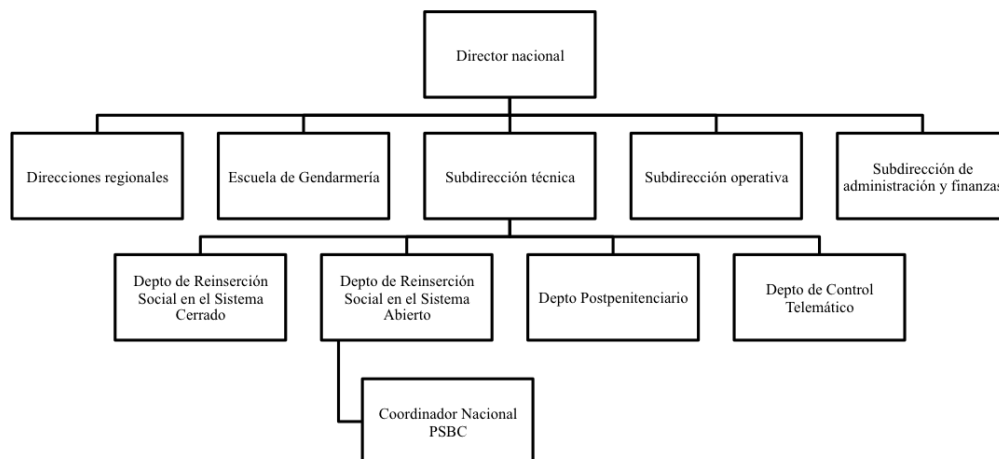 Director nacional
Direcciones regionales
Escuela de Gendarmería
Subdirección técnica
Subdirección operativa
Subdirección de
administración y finanzas
Depto de Reinserción
Social en el Sistema
Cerrado
Depto de Reinserción
Social en el Sistema
Abierto
Depto Postpenitenciario
Depto de Control
Telemático
Coordinador Nacional
PSBC